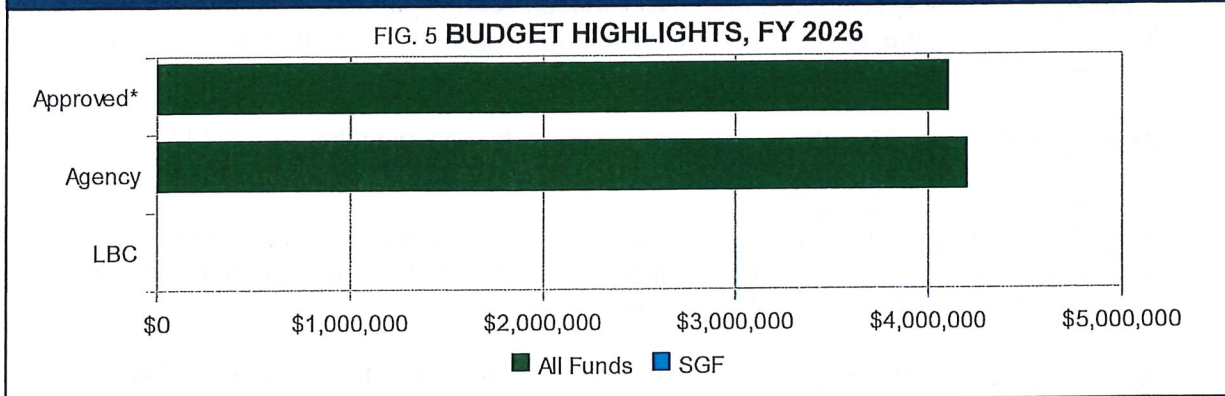 FIG. 5 BUDGET HIGHLIGHTS, FY 2026
Approved*
Agency
LBC
$0 $1,000,000 $2,000,000 $3,000,000 $4,000,000 $5,000,000
All Funds SGF